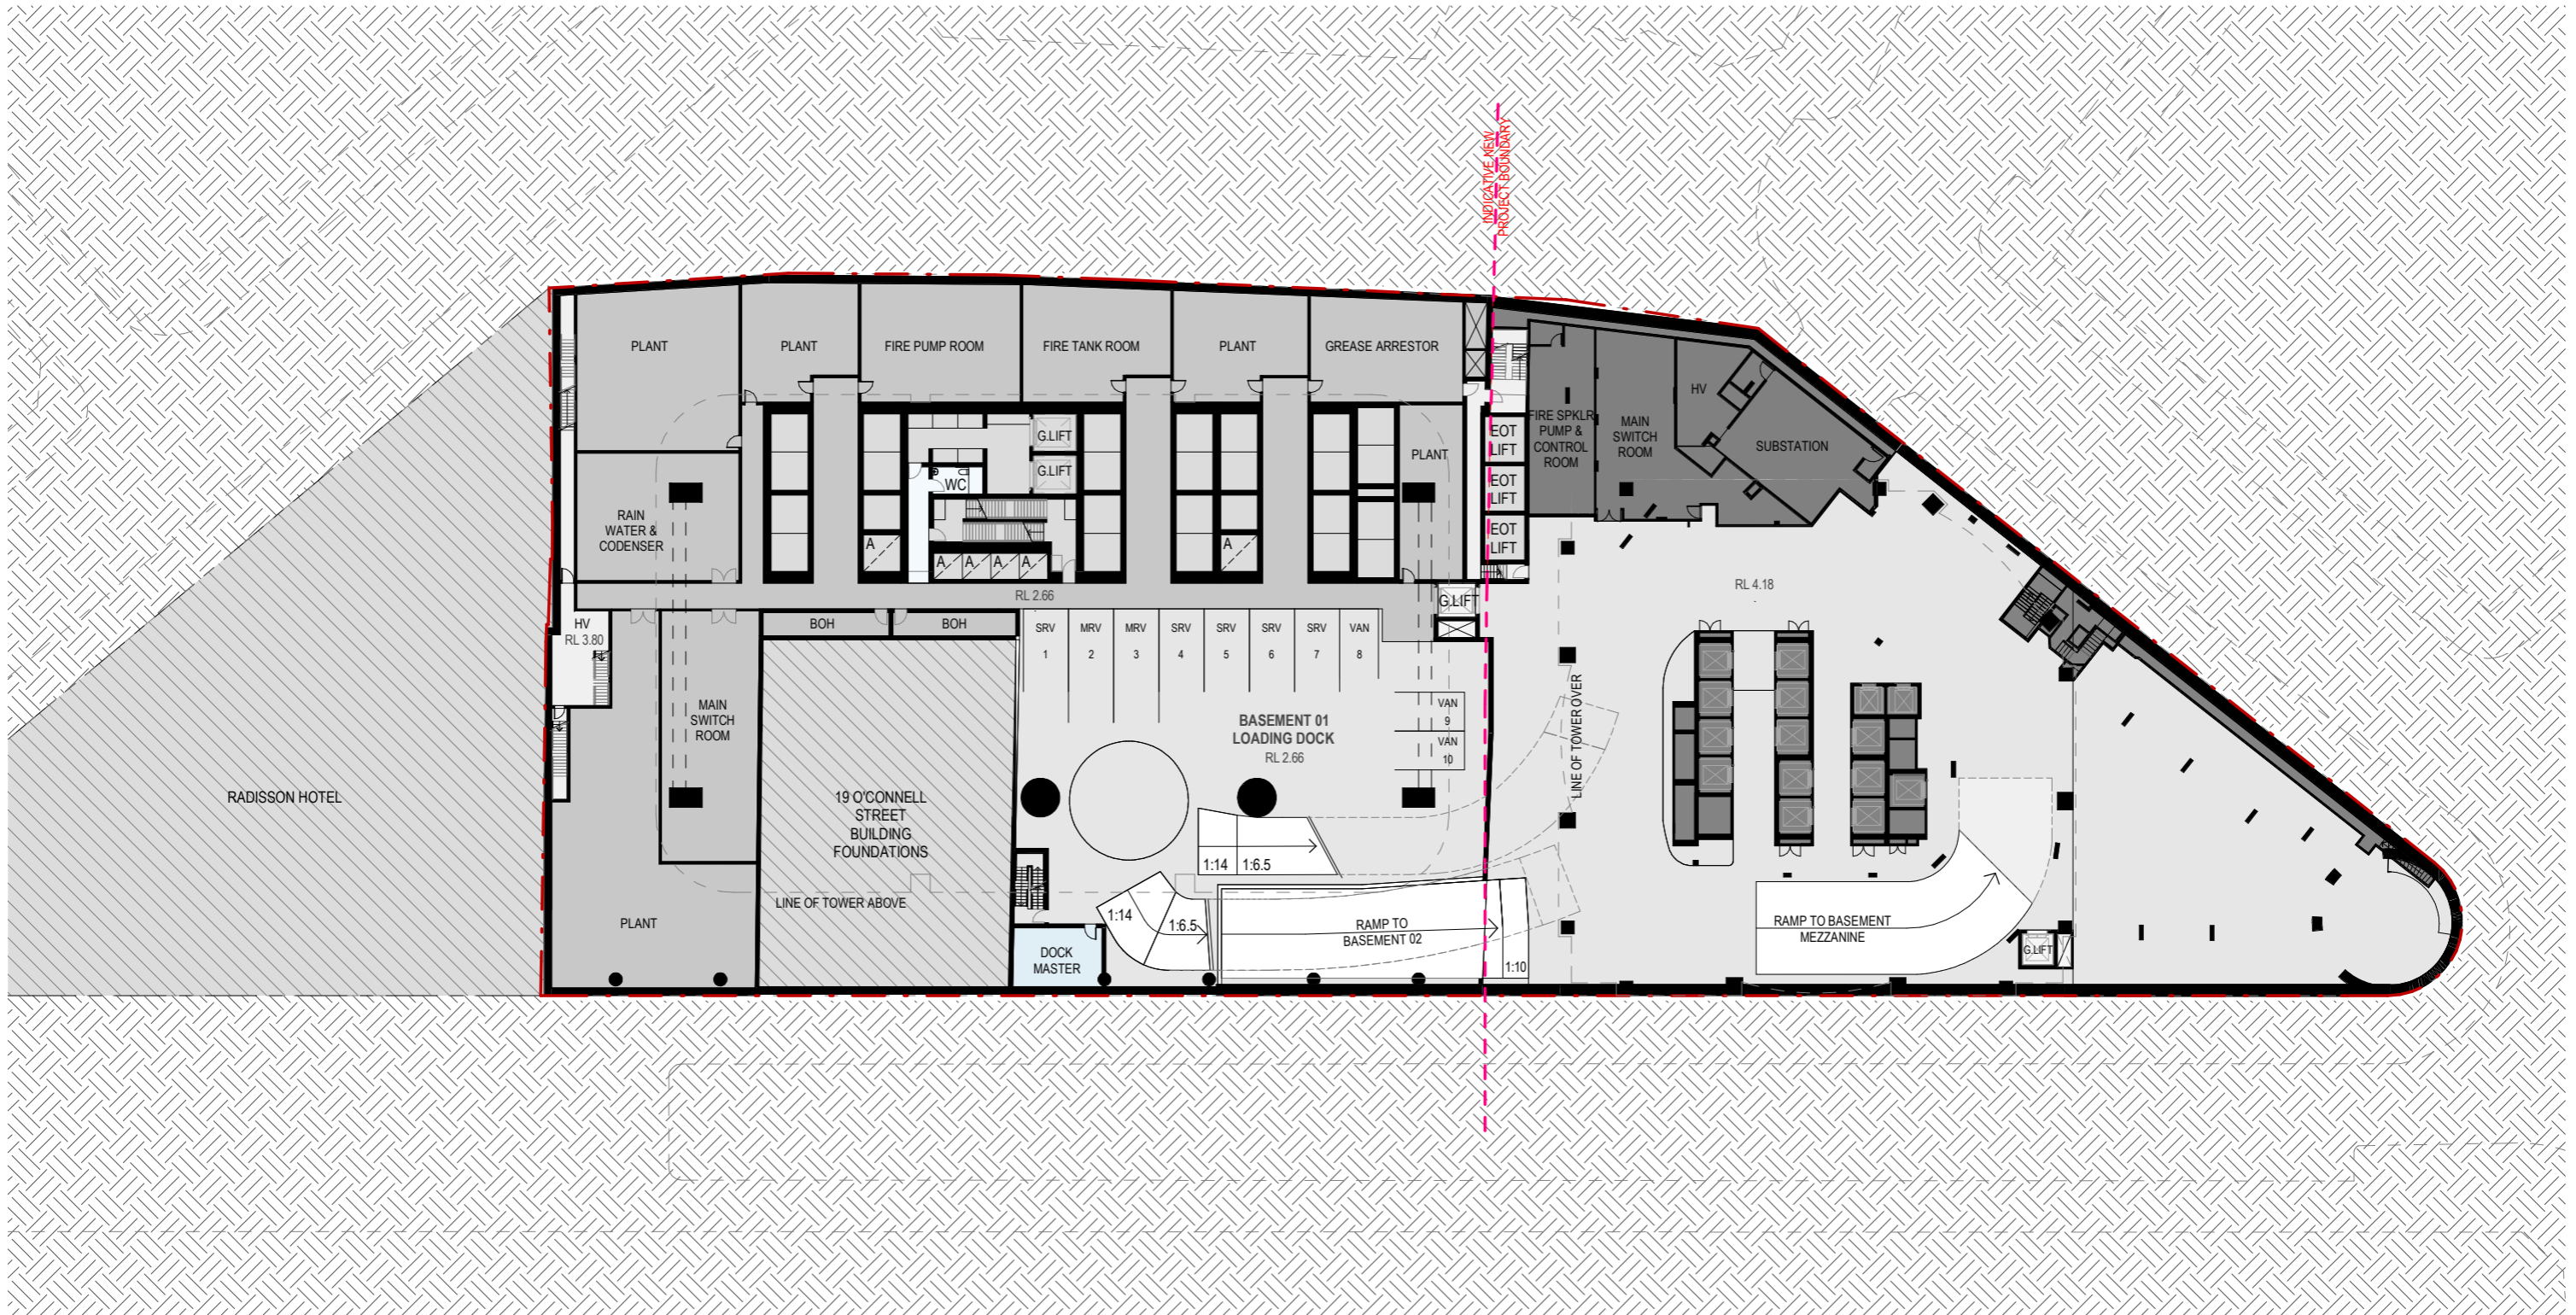 INDICATIVE NEW
PROJECT BOUNDARY
PLANT
PLANT
FIRE PUMP ROOM
FIRE TANK ROOM
PLANT
GREASE ARRESTOR
HV
FIRE SPKLR
PUMP &
CONTROL
ROOM
MAIN
SWITCH
ROOM
SUBSTATION
G.LIFT
G.LIFT
WC
PLANT
EOT
LIFT
EOT
LIFT
EOT
LIFT
RAIN
WATER &
CODENSER
A
A
A
A
A
A
RL 2.66
G.LIFT
RL 4.18
HV
RL 3.80
BOH
BOH
SRV
1
MRV
2
MRV
3
SRV
4
SRV
5
SRV
6
SRV
7
VAN
8
VAN
9
VAN
10
MAIN
SWITCH
ROOM
BASEMENT 01
LOADING DOCK
RL 2.66
LINE OF TOWER OVER
RADISSON HOTEL
19 O'CONNELL
STREET
BUILDING
FOUNDATIONS
1:14
1:6.5
LINE OF TOWER ABOVE
1:14
1:6.5
RAMP TO
BASEMENT 02
1:10
RAMP TO BASEMENT
MEZZANINE
G.LIFT
PLANT
DOCK
MASTER